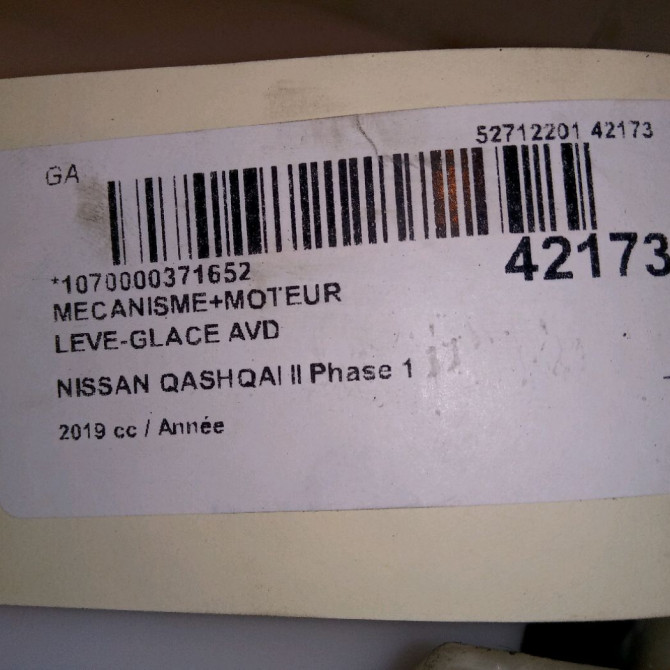 52712201 42173
GA
*1070000371652
42173
MECANISME+MOTEUR
LEVE-GLACE AVD
NISSAN QASHQAI II Phase 1
2019 cc / Année